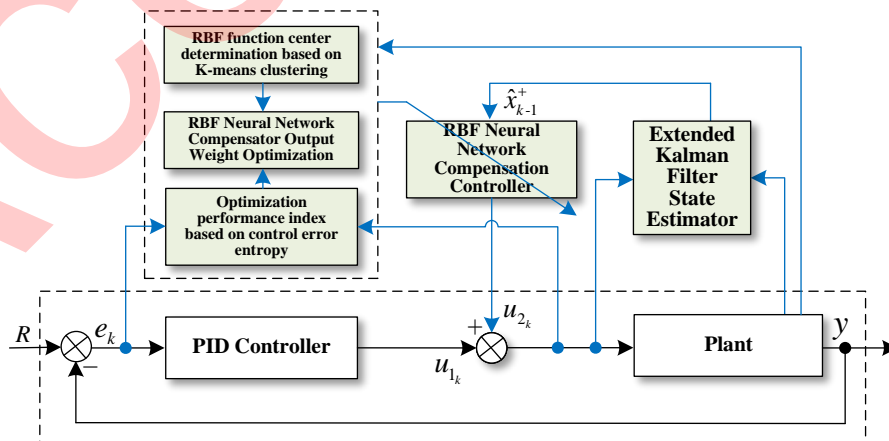 RBF function center
determination based on
K-means clustering
RBF Neural Network
Compensator Output
Weight Optimization
Optimization
performance index
based on control error
entropy
x̂⁺ₖ₋₁
RBF Neural
Network
Compensation
Controller
Extended
Kalman
Filter
State
Estimator
R
eₖ
−
PID Controller
u₁ₖ
+
u₂ₖ
Plant
y